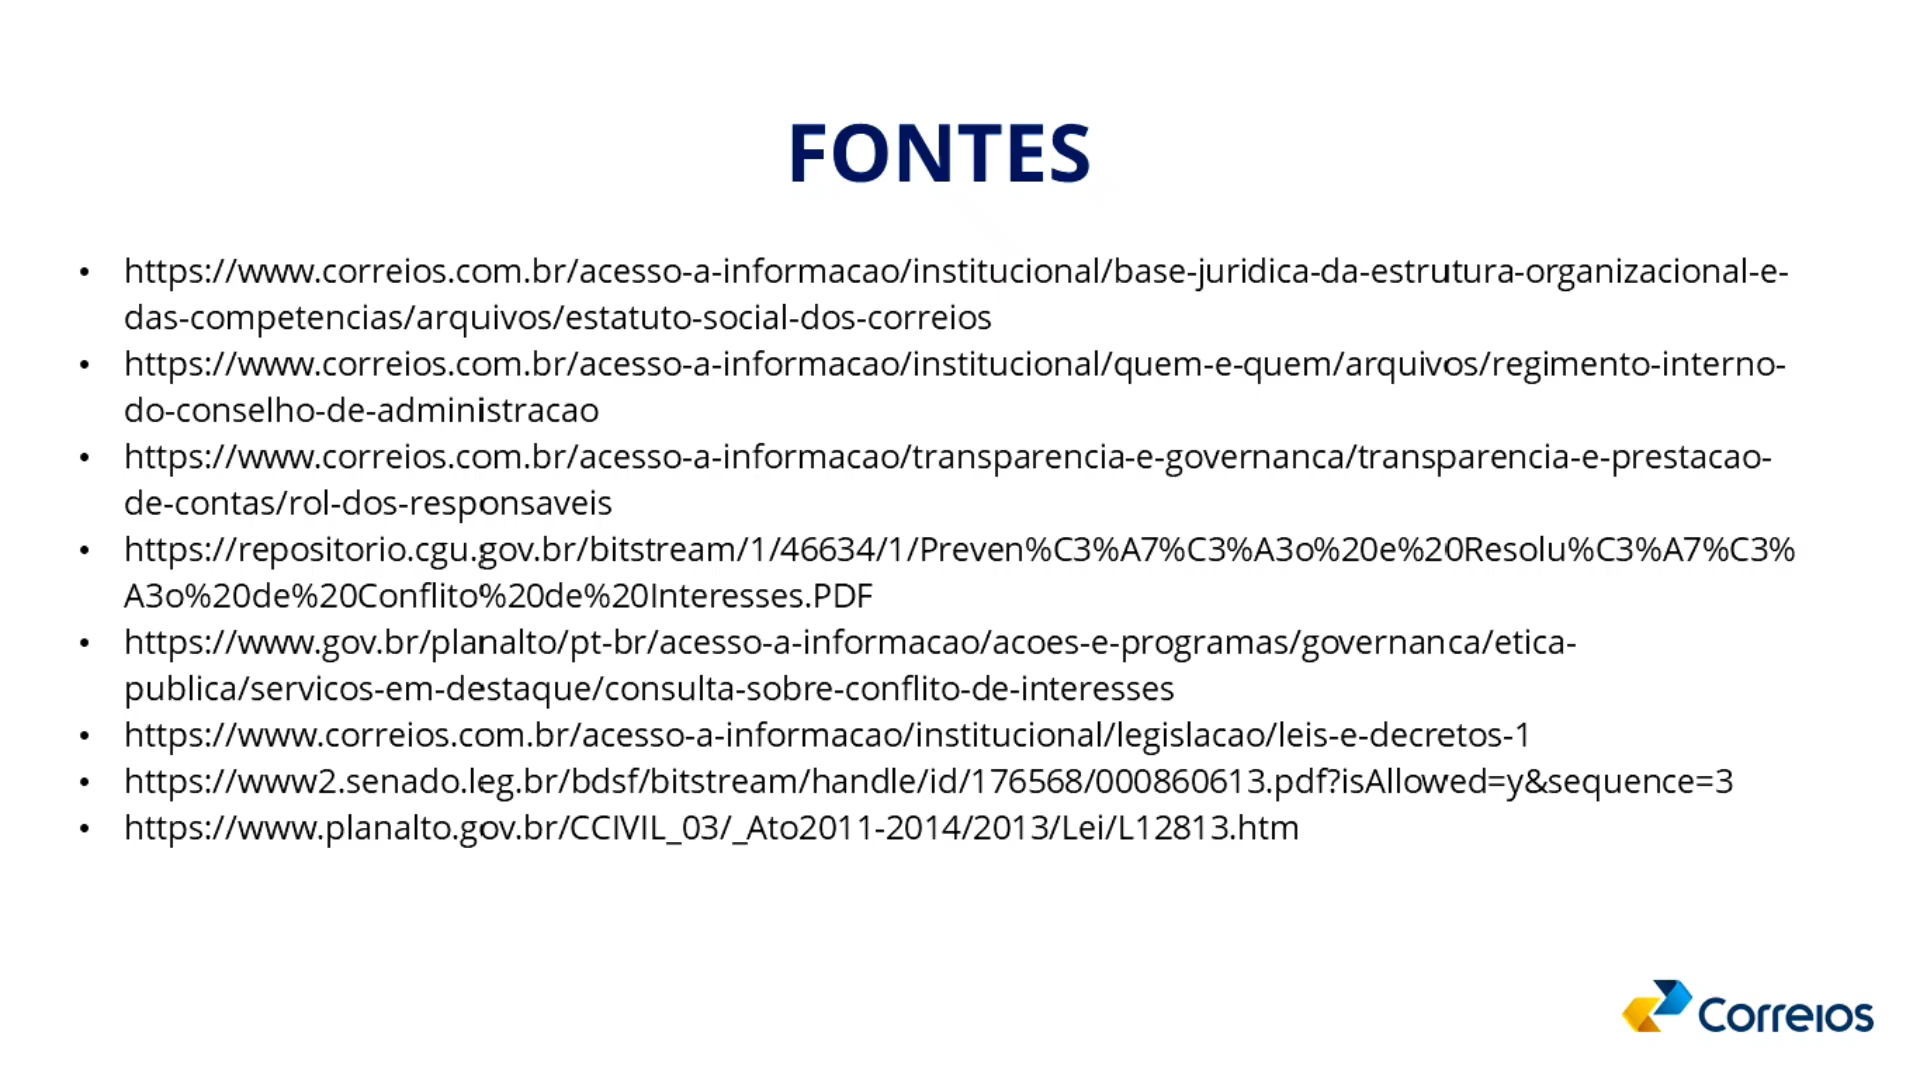 FONTES
• https://www.correios.com.br/acesso-a-informacao/institucional/base-juridica-da-estrutura-organizacional-e-
das-competencias/arquivos/estatuto-social-dos-correios
• https://www.correios.com.br/acesso-a-informacao/institucional/quem-e-quem/arquivos/regimento-interno-
do-conselho-de-administracao
• https://www.correios.com.br/acesso-a-informacao/transparencia-e-governanca/transparencia-e-prestacao-
de-contas/rol-dos-responsaveis
• https://repositorio.cgu.gov.br/bitstream/1/46634/1/Preven%C3%A7%C3%A3o%20e%20Resolu%C3%A7%C3%
A3o%20de%20Conflito%20de%20Interesses.PDF
• https://www.gov.br/planalto/pt-br/acesso-a-informacao/acoes-e-programas/governanca/etica-
publica/servicos-em-destaque/consulta-sobre-conflito-de-interesses
• https://www.correios.com.br/acesso-a-informacao/institucional/legislacao/leis-e-decretos-1
• https://www2.senado.leg.br/bdsf/bitstream/handle/id/176568/000860613.pdf?isAllowed=y&sequence=3
• https://www.planalto.gov.br/CCIVIL_03/_Ato2011-2014/2013/Lei/L12813.htm
Correios